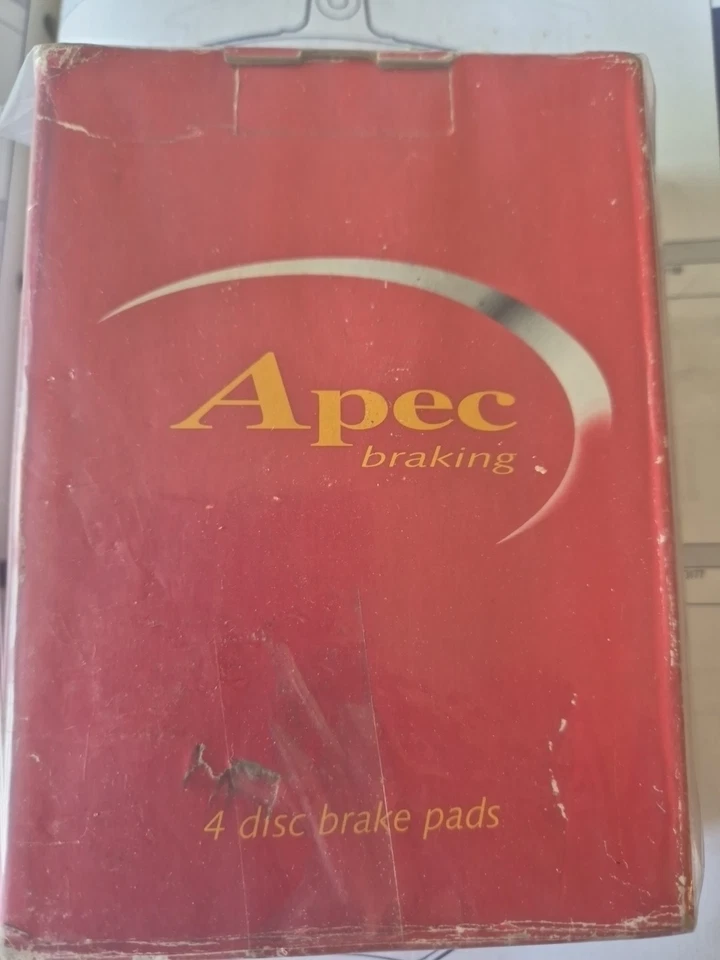 Apec
braking
4 disc brake pads